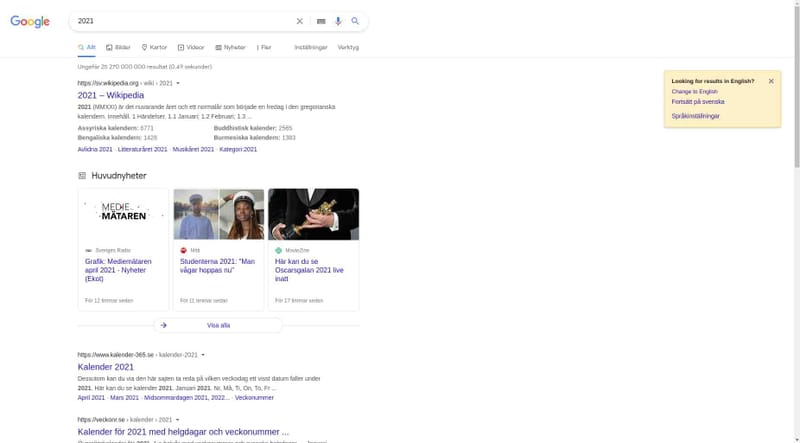 Google
2021
Allt
Bilder
Kartor
Videor
Nyheter
Fler
Inställningar
Verktyg
Ungefär 25 270 000 000 resultat (0,49 sekunder)
https://sv.wikipedia.org › wiki › 2021
2021 – Wikipedia
2021 (MMXXI) är det nuvarande året och ett normalår som började en fredag i den gregorianska
kalendern. Innehåll. 1 Händelser. 1.1 Januari; 1.2 Februari; 1.3 ...
Assyriska kalendern: 6771
Buddhistisk kalender: 2565
Bengaliska kalendern: 1428
Burmesiska kalendern: 1383
Avlidna 2021 · Litteraturåret 2021 · Musikåret 2021 · Kategori:2021
Looking for results in English?
Change to English
Fortsätt på svenska
Språkinställningar
Huvudnyheter
MEDIE
MÄTAREN
Sveriges Radio
Grafik: Mediemätaren
april 2021 - Nyheter
(Ekot)
För 12 timmar sedan
Mitti
Studenterna 2021: "Man
vågar hoppas nu"
För 11 timmar sedan
MovieZine
Här kan du se
Oscarsgalan 2021 live
inatt
För 17 timmar sedan
Visa alla
https://www.kalender-365.se › kalender-2021
Kalender 2021
Dessutom kan du via den här sajten ta reda på vilken veckodag ett visst datum faller under
2021. Här kan du se kalender 2021. Januari 2021. Nr, Må, Ti, On, To, Fr ...
April 2021 · Mars 2021 · Midsommardagen 2021, 2022... · Veckonummer
https://veckonr.se › kalender › 2021
Kalender för 2021 med helgdagar och veckonummer ...